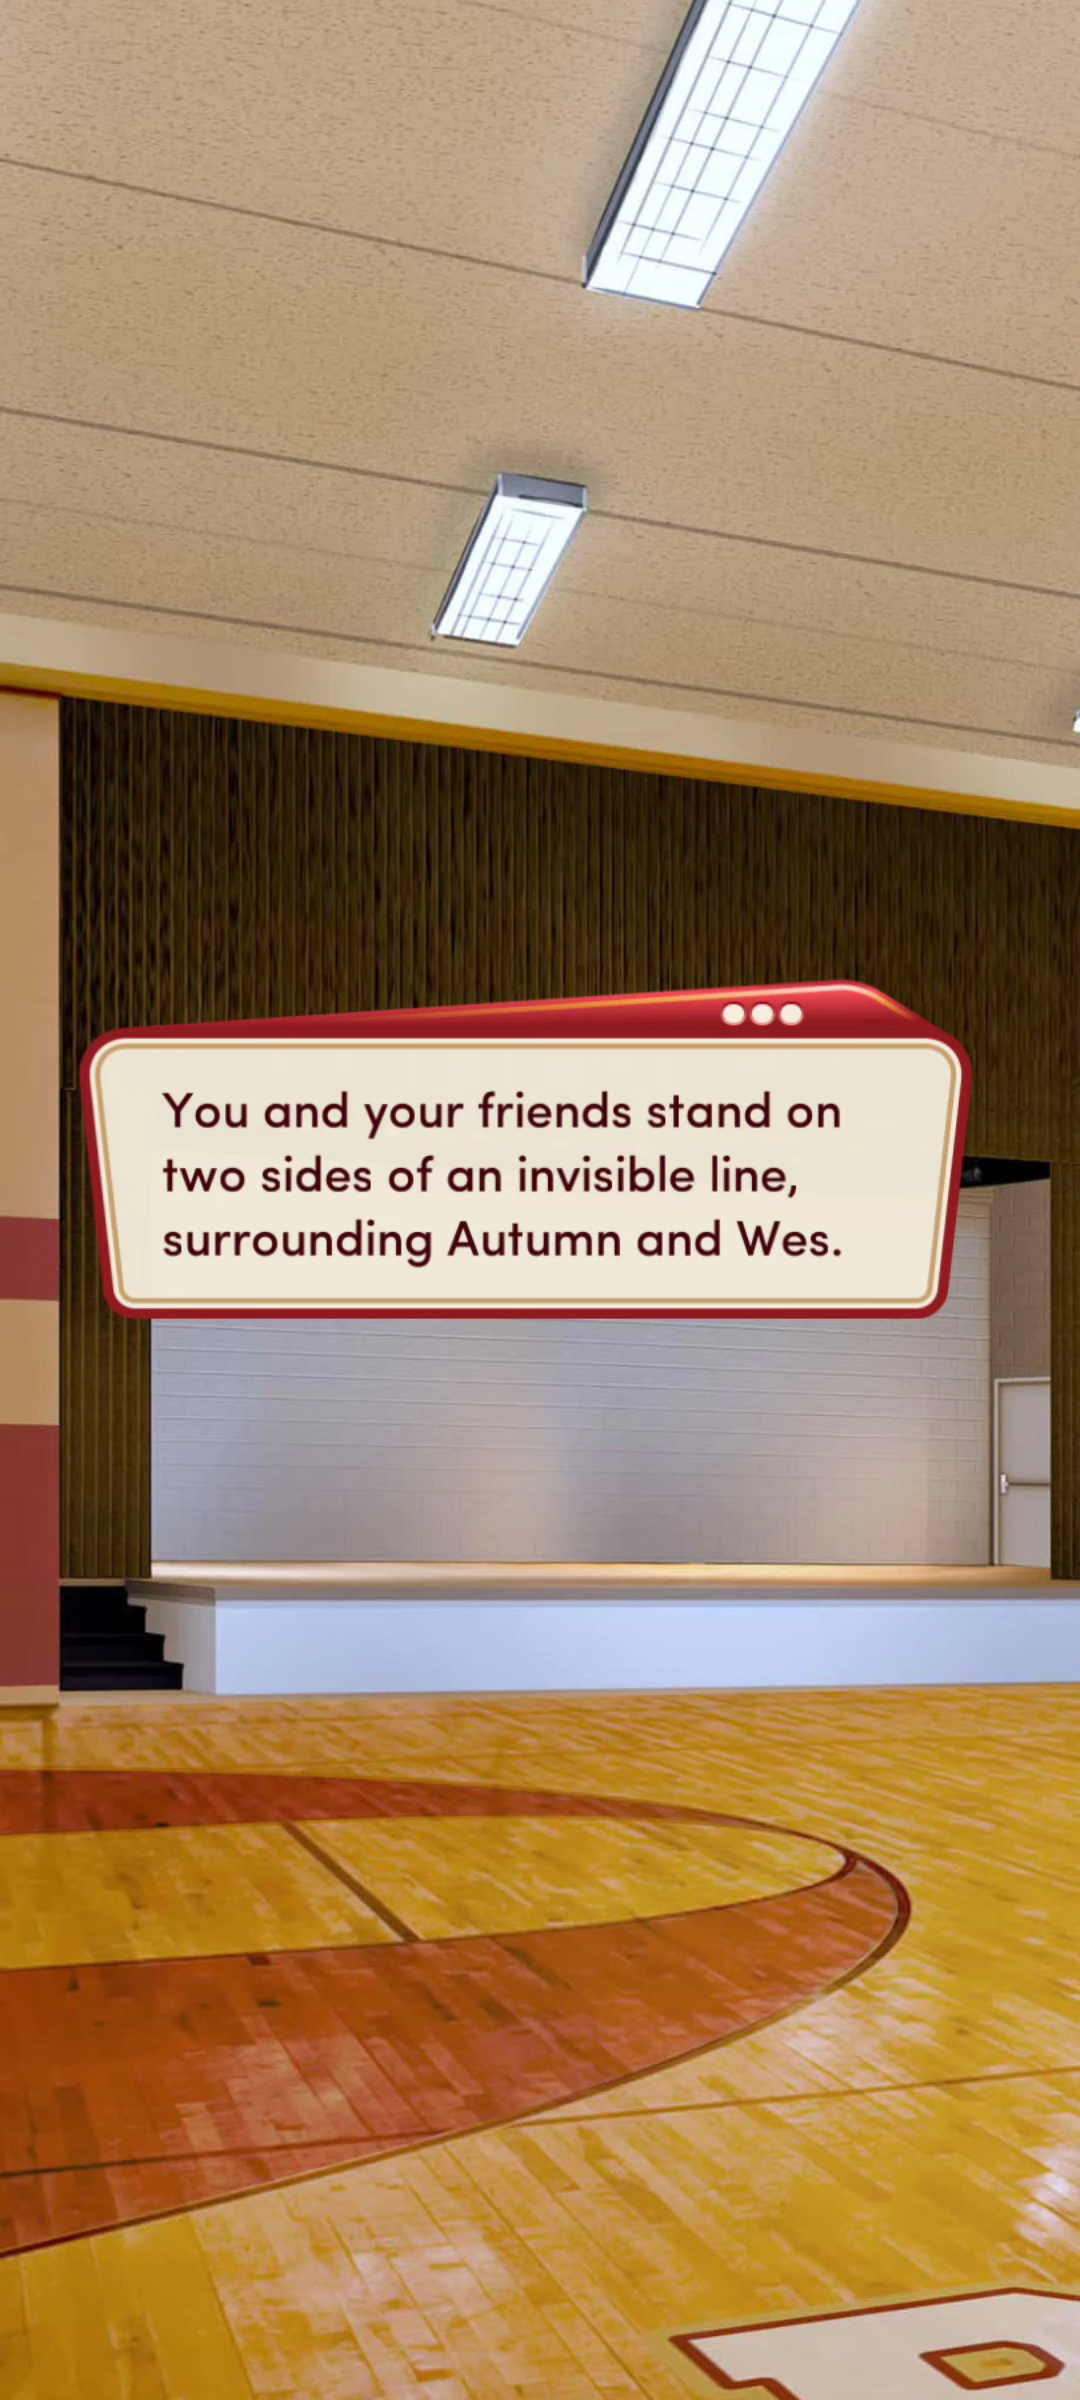 You and your friends stand on
two sides of an invisible line,
surrounding Autumn and Wes.